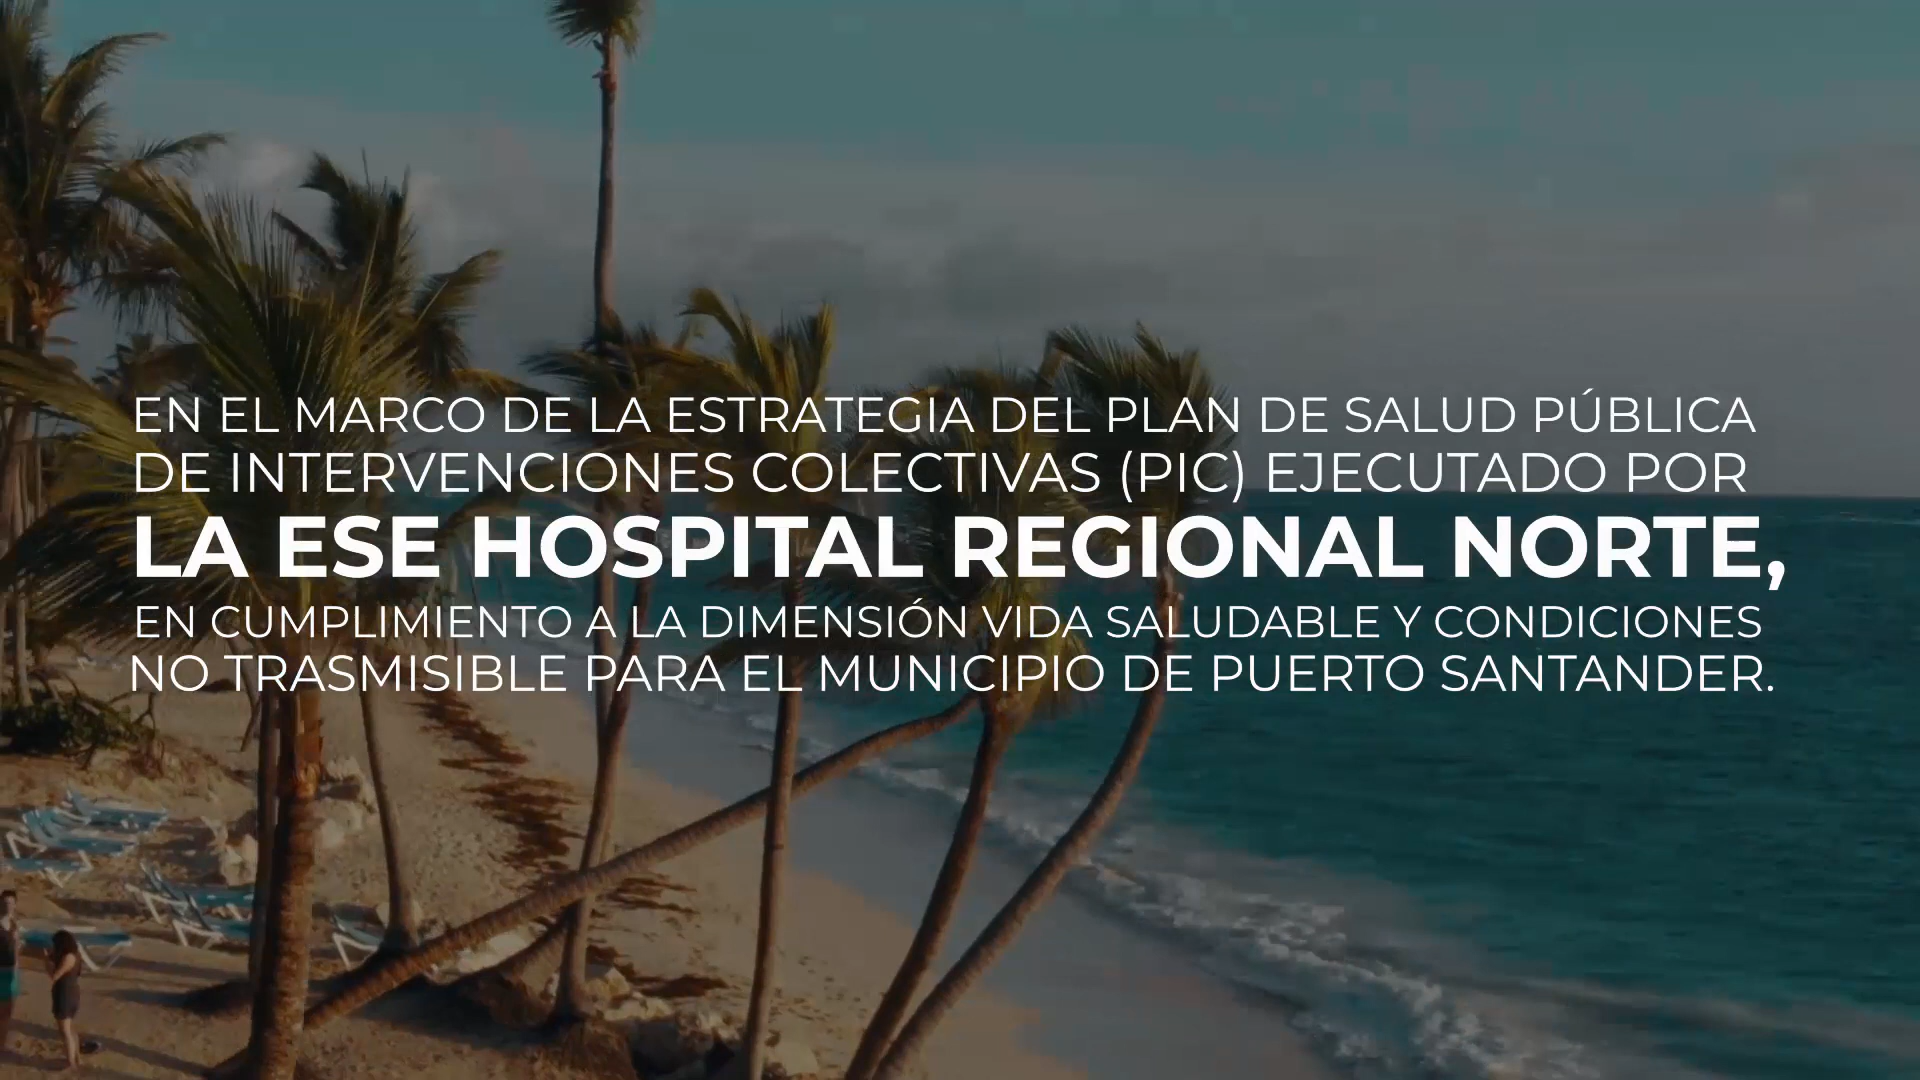 EN EL MARCO DE LA ESTRATEGIA DEL PLAN DE SALUD PÚBLICA
DE INTERVENCIONES COLECTIVAS (PIC) EJECUTADO POR
LA ESE HOSPITAL REGIONAL NORTE,
EN CUMPLIMIENTO A LA DIMENSIÓN VIDA SALUDABLE Y CONDICIONES
NO TRASMISIBLE PARA EL MUNICIPIO DE PUERTO SANTANDER.